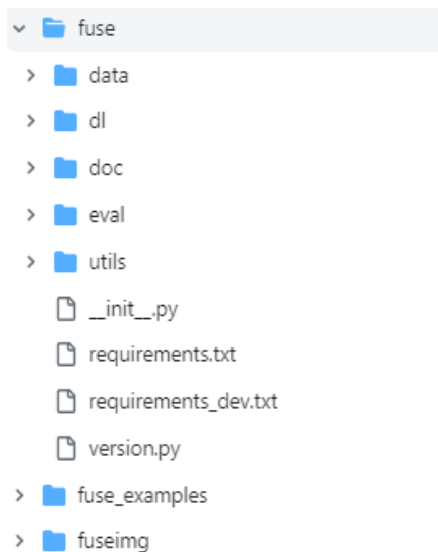 fuse
data
dl
doc
eval
utils
__init__.py
requirements.txt
requirements_dev.txt
version.py
fuse_examples
fuseimg